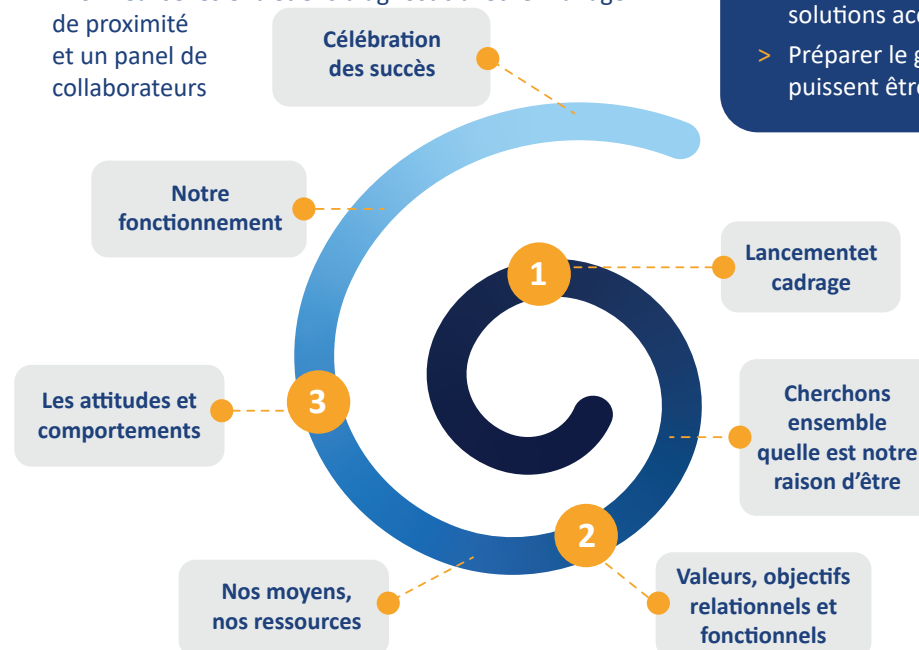 de proximité
et un panel de
collaborateurs
solutions
> Préparer le
puissent
Célébration
des succès
Notre
fonctionnement
1
Lancementet
cadrage
Cherchons
ensemble
quelle est notre
raison d’être
3
Les attitudes et
comportements
2
Nos moyens,
nos ressources
Valeurs, objectifs
relationnels et
fonctionnels